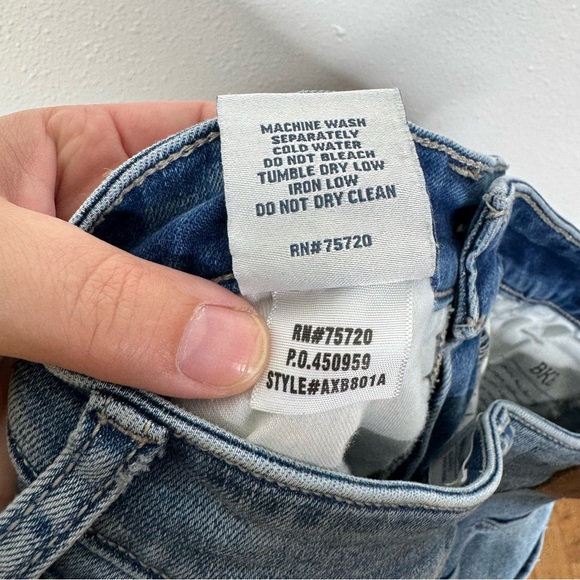 MACHINE WASH
SEPARATELY
COLD WATER
DO NOT BLEACH
TUMBLE DRY LOW
IRON LOW
DO NOT DRY CLEAN
RN#75720
RN#75720
P.O.450959
STYLE#AXB801A